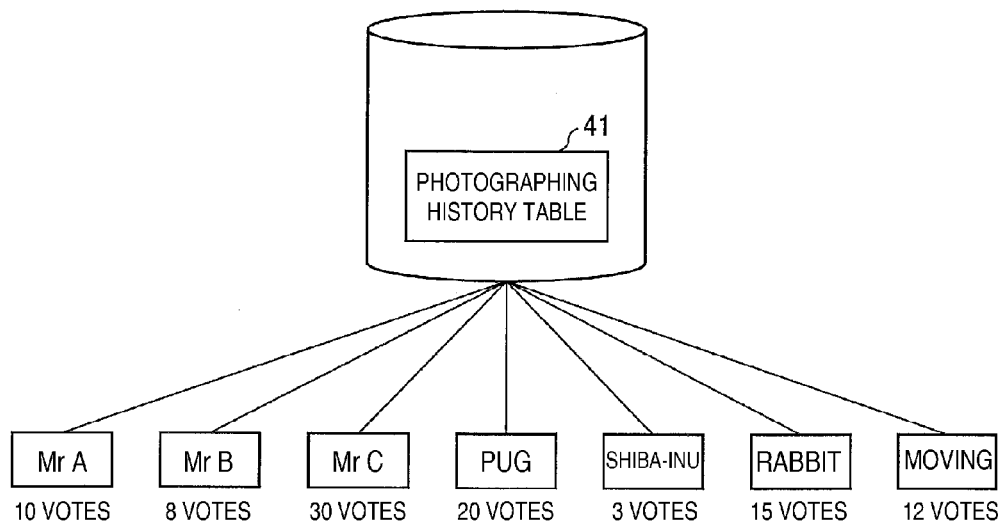 41
PHOTOGRAPHING
HISTORY TABLE
Mr A
Mr B
Mr C
PUG
SHIBA-INU
RABBIT
MOVING
10 VOTES
8 VOTES
30 VOTES
20 VOTES
3 VOTES
15 VOTES
12 VOTES